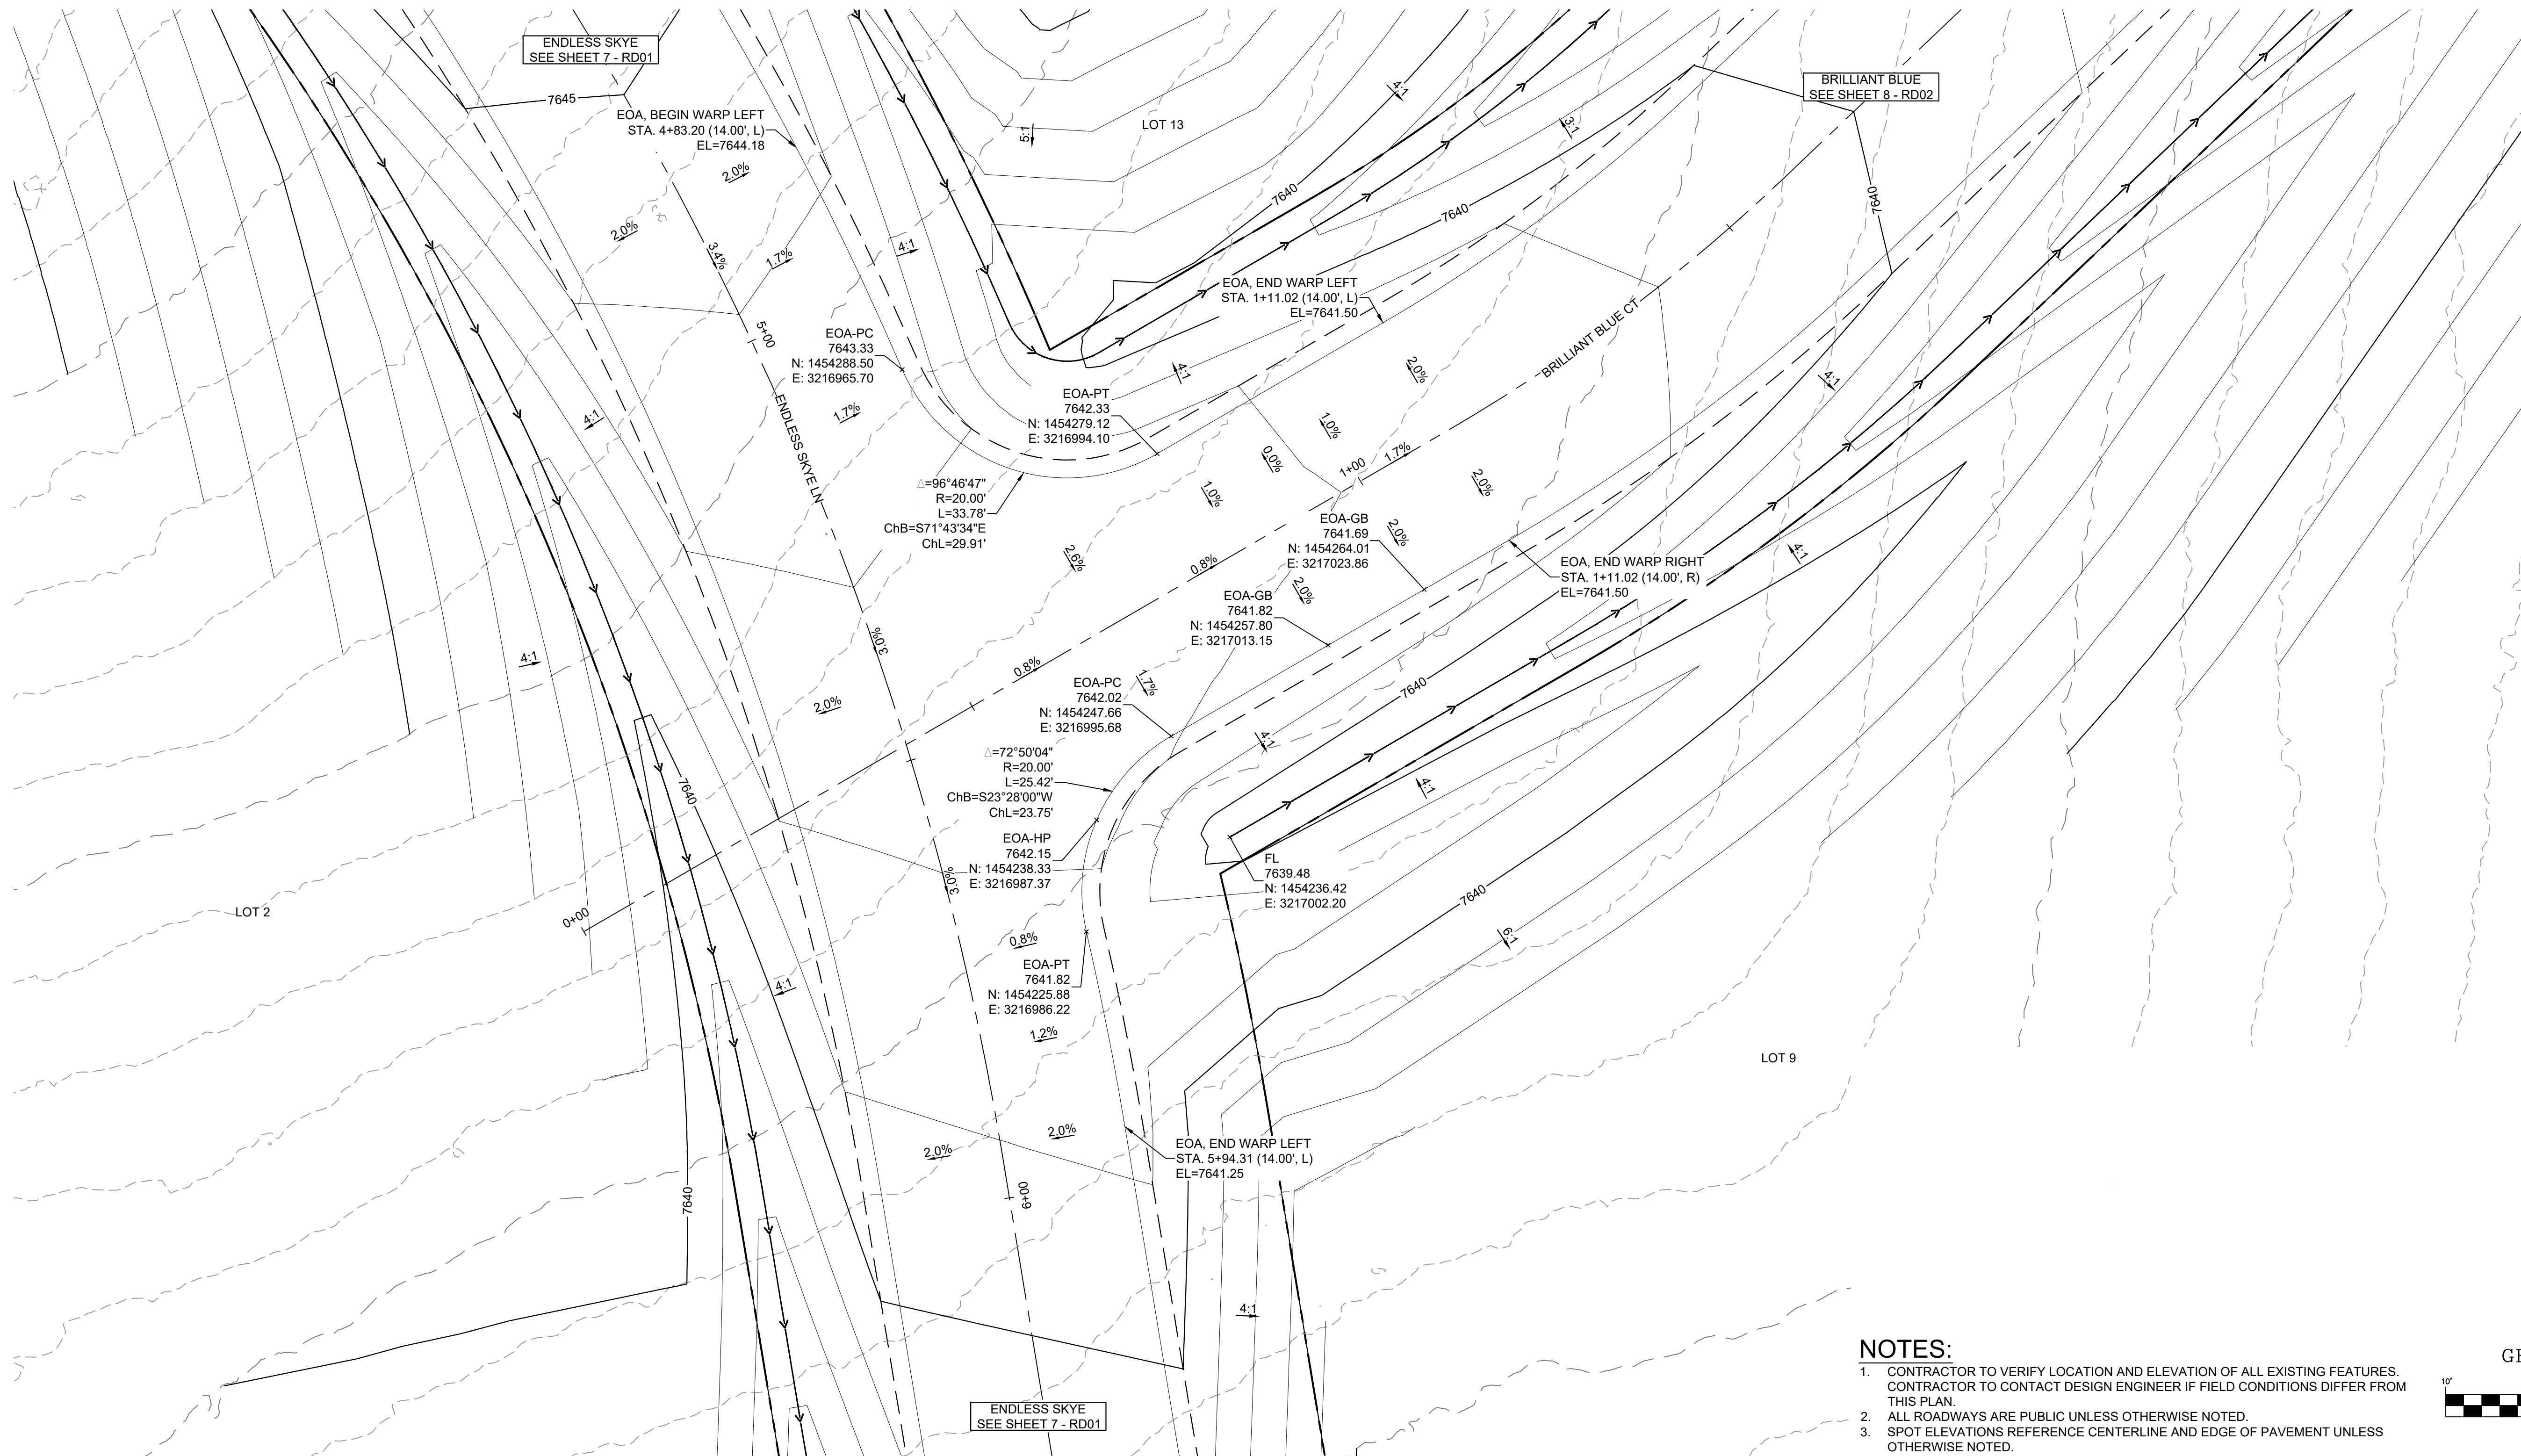 ENDLESS SKYE
SEE SHEET 7 - RD01
BRILLIANT BLUE
SEE SHEET 8 - RD02
7645
EOA, BEGIN WARP LEFT
STA. 4+83.20 (14.00', L)
EL=7644.18
LOT 13
5:1
4:1
3:1
2.0%
2.0%
3.4%
1.7%
4:1
7640
7640
7640
EOA, END WARP LEFT
STA. 1+11.02 (14.00', L)
EL=7641.50
5+00
EOA-PC
7643.33
N: 1454288.50
E: 3216965.70
BRILLIANT BLUE CT
4:1
2.0%
4:1
4:1
1.7%
ENDLESS SKYE LN
EOA-PT
7642.33
N: 1454279.12
E: 3216994.10
1.0%
0.0%
1+00
1.7%
1.0%
2.0%
Δ=96°46'47"
R=20.00'
L=33.78'
ChB=S71°43'34"E
ChL=29.91'
2.6%
0.8%
2.0%
EOA-GB
7641.69
N: 1454264.01
E: 3217023.86
2.0%
EOA, END WARP RIGHT
STA. 1+11.02 (14.00', R)
EL=7641.50
4:1
EOA-GB
7641.82
N: 1454257.80
E: 3217013.15
3.0%
4:1
0.8%
1.7%
EOA-PC
7642.02
N: 1454247.66
E: 3216995.68
7640
2.0%
4:1
Δ=72°50'04"
R=20.00'
L=25.42'
ChB=S23°28'00"W
ChL=23.75'
7640
4:1
EOA-HP
7642.15
N: 1454238.33
E: 3216987.37
3.0%
FL
7639.48
N: 1454236.42
E: 3217002.20
7640
LOT 2
0+00
0.8%
6:1
EOA-PT
7641.82
N: 1454225.88
E: 3216986.22
4:1
1.2%
LOT 9
2.0%
2.0%
EOA, END WARP LEFT
STA. 5+94.31 (14.00', L)
EL=7641.25
7640
6+00
4:1
ENDLESS SKYE
SEE SHEET 7 - RD01
NOTES:
1. CONTRACTOR TO VERIFY LOCATION AND ELEVATION OF ALL EXISTING FEATURES.
CONTRACTOR TO CONTACT DESIGN ENGINEER IF FIELD CONDITIONS DIFFER FROM
THIS PLAN.
2. ALL ROADWAYS ARE PUBLIC UNLESS OTHERWISE NOTED.
3. SPOT ELEVATIONS REFERENCE CENTERLINE AND EDGE OF PAVEMENT UNLESS
OTHERWISE NOTED.
10'